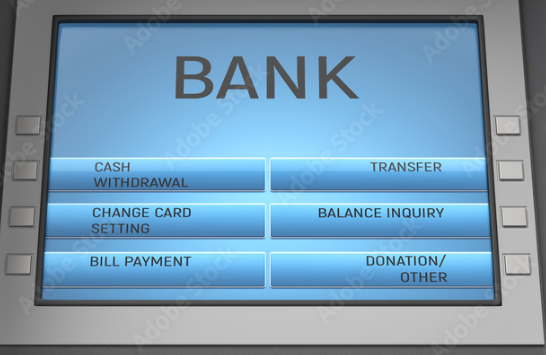 BANK
CASH
WITHDRAWAL
TRANSFER
CHANGE CARD
SETTING
BALANCE INQUIRY
BILL PAYMENT
DONATION/
OTHER
Adobe Stock